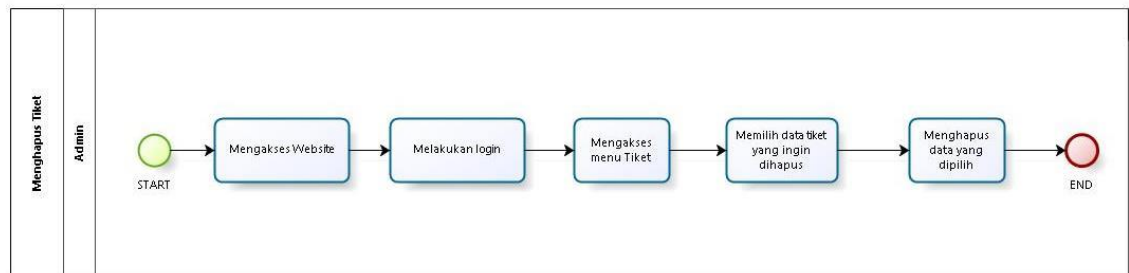 Menghapus Tiket
Admin
START
Mengakses Website
Melakukan login
Mengakses
menu Tiket
Memilih data tiket
yang ingin
dihapus
Menghapus
data yang
dipilih
END